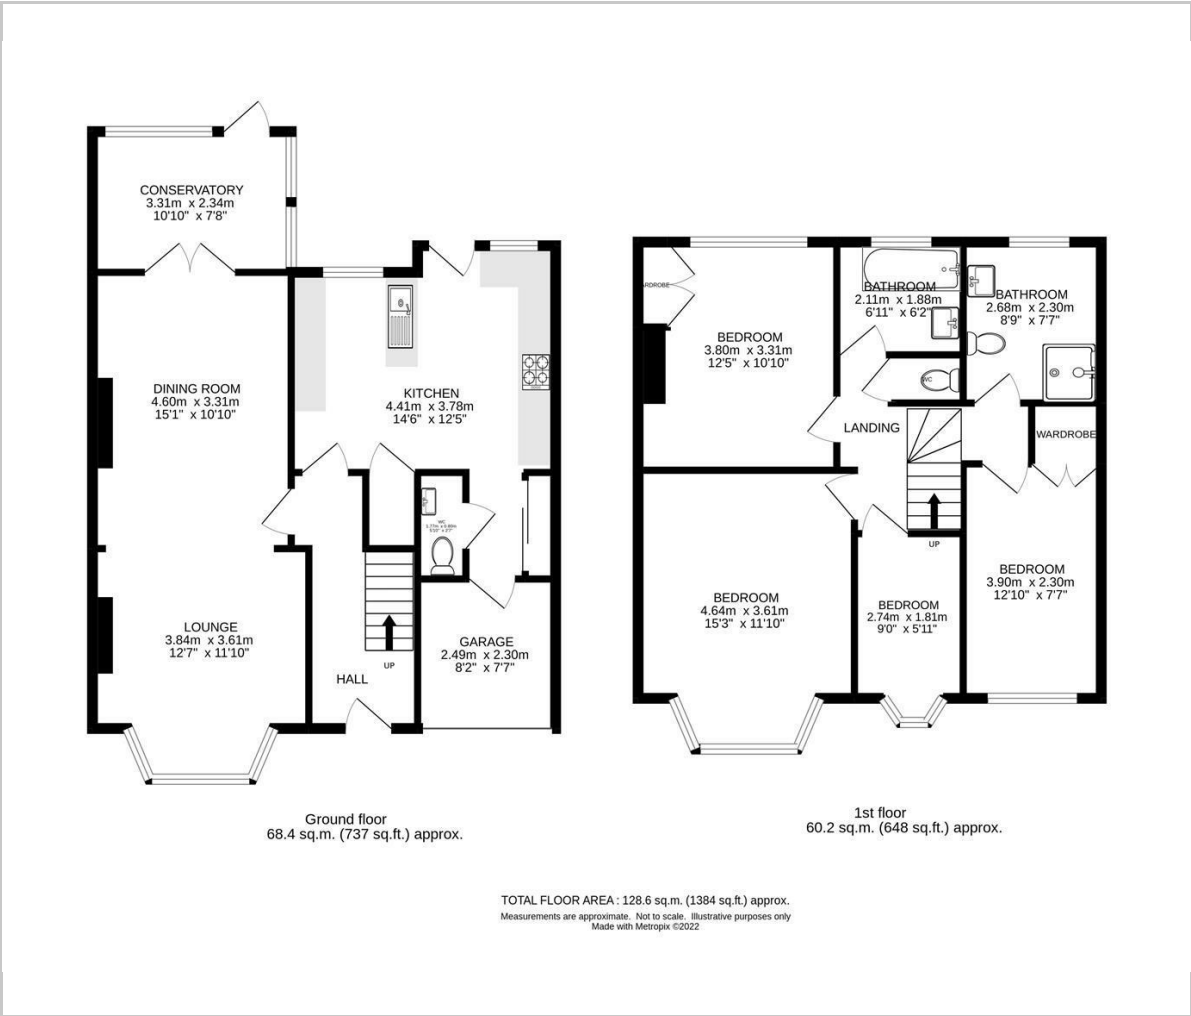 CONSERVATORY
3.31m x 2.34m
10'10" x 7'8"
DINING ROOM
4.60m x 3.31m
15'1" x 10'10"
KITCHEN
4.41m x 3.78m
14'6" x 12'5"
WC
LOUNGE
3.84m x 3.61m
12'7" x 11'10"
HALL
UP
GARAGE
2.49m x 2.30m
8'2" x 7'7"
Ground floor
68.4 sq.m. (737 sq.ft.) approx.
ARDROBE
BEDROOM
3.80m x 3.31m
12'5" x 10'10"
BATHROOM
2.11m x 1.88m
6'11" x 6'2"
BATHROOM
2.68m x 2.30m
8'9" x 7'7"
WC
LANDING
WARDROBE
UP
BEDROOM
4.64m x 3.61m
15'3" x 11'10"
BEDROOM
2.74m x 1.81m
9'0" x 5'11"
BEDROOM
3.90m x 2.30m
12'10" x 7'7"
1st floor
60.2 sq.m. (648 sq.ft.) approx.
TOTAL FLOOR AREA : 128.6 sq.m. (1384 sq.ft.) approx.
Measurements are approximate. Not to scale. Illustrative purposes only
Made with Metropix ©2022